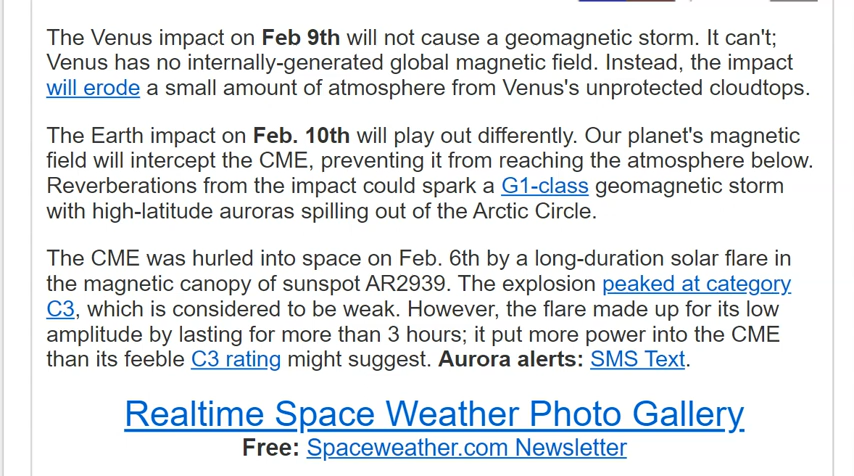 The Venus impact on Feb 9th will not cause a geomagnetic storm. It can't;
Venus has no internally-generated global magnetic field. Instead, the impact
will erode a small amount of atmosphere from Venus's unprotected cloudtops.
The Earth impact on Feb. 10th will play out differently. Our planet's magnetic
field will intercept the CME, preventing it from reaching the atmosphere below.
Reverberations from the impact could spark a G1-class geomagnetic storm
with high-latitude auroras spilling out of the Arctic Circle.
The CME was hurled into space on Feb. 6th by a long-duration solar flare in
the magnetic canopy of sunspot AR2939. The explosion peaked at category
C3, which is considered to be weak. However, the flare made up for its low
amplitude by lasting for more than 3 hours; it put more power into the CME
than its feeble C3 rating might suggest. Aurora alerts: SMS Text.
Realtime Space Weather Photo Gallery
Free: Spaceweather.com Newsletter